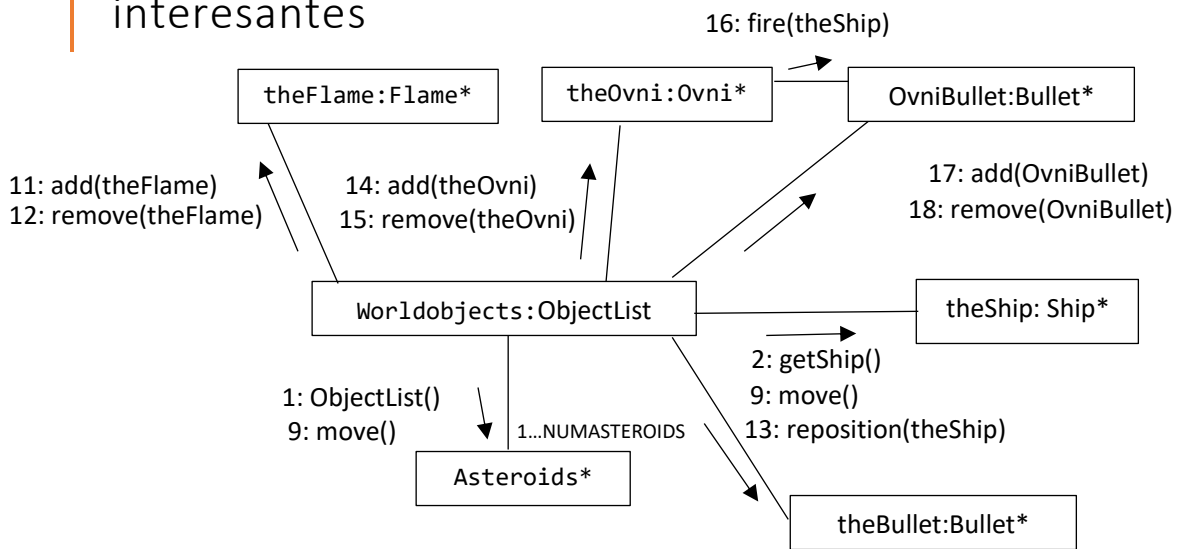 interesantes
16: fire(theShip)
theFlame:Flame*
theOvni:Ovni*
OvniBullet:Bullet*
11: add(theFlame)
12: remove(theFlame)
14: add(theOvni)
15: remove(theOvni)
17: add(OvniBullet)
18: remove(OvniBullet)
Worldobjects:ObjectList
theShip: Ship*
1: ObjectList()
9: move()
1...NUMASTEROIDS
2: getShip()
9: move()
13: reposition(theShip)
Asteroids*
theBullet:Bullet*